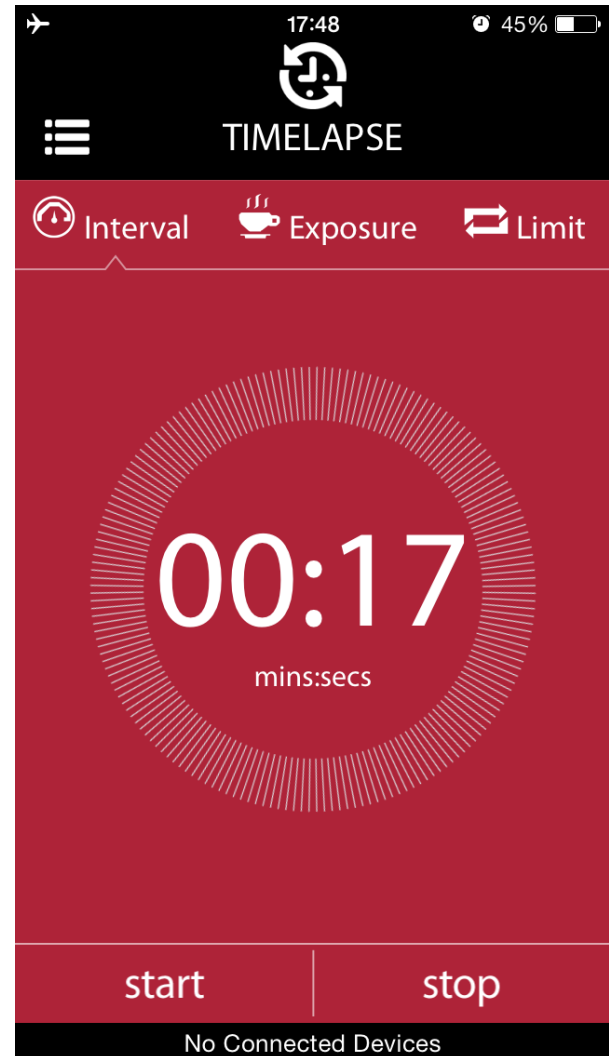 17:48 45%
TIMELAPSE
Interval Exposure Limit
00:17
mins:secs
start stop
No Connected Devices